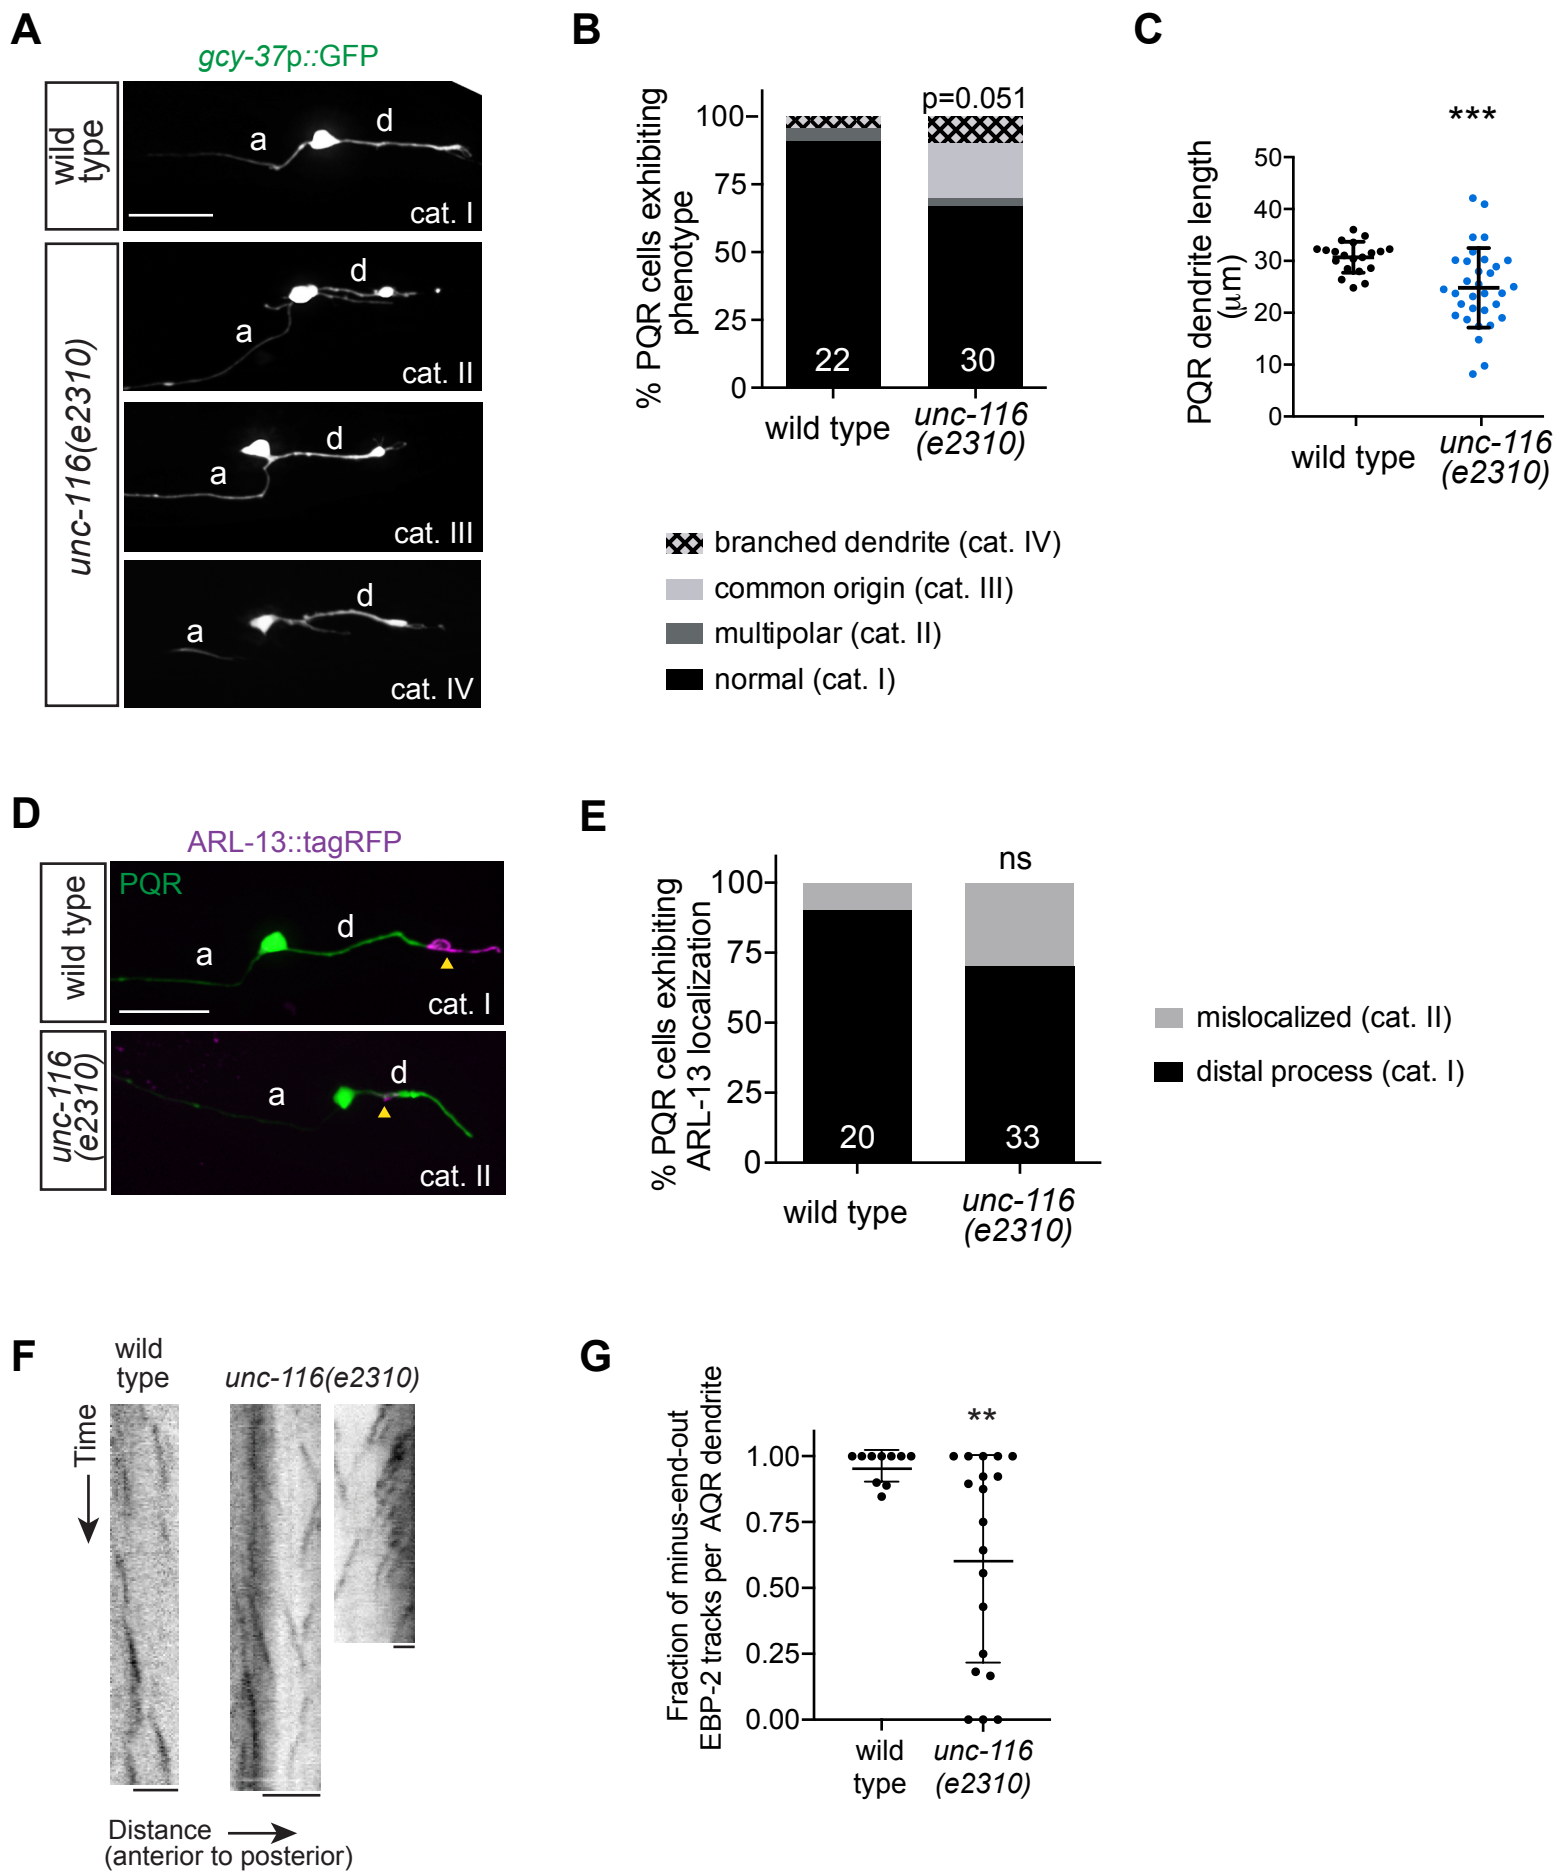 A
gcy-37p::GFP
wild
type
a
d
cat. I
unc-116(e2310)
d
a
cat. II
d
a
cat. III
d
a
cat. IV
B
% PQR cells exhibiting
phenotype
100
75
50
25
0
p=0.051
22
30
wild type
unc-116
(e2310)
branched dendrite (cat. IV)
common origin (cat. III)
multipolar (cat. II)
normal (cat. I)
C
PQR dendrite length
(μm)
50
40
30
20
10
0
***
wild type
unc-116
(e2310)
D
ARL-13::tagRFP
wild type
PQR
a
d
cat. I
unc-116
(e2310)
a
d
cat. II
E
% PQR cells exhibiting
ARL-13 localization
100
75
50
25
0
ns
20
33
wild type
unc-116
(e2310)
mislocalized (cat. II)
distal process (cat. I)
F
wild
type
unc-116(e2310)
Time
Distance
(anterior to posterior)
G
Fraction of minus-end-out
EBP-2 tracks per AQR dendrite
1.00
0.75
0.50
0.25
0.00
**
wild
type
unc-116
(e2310)